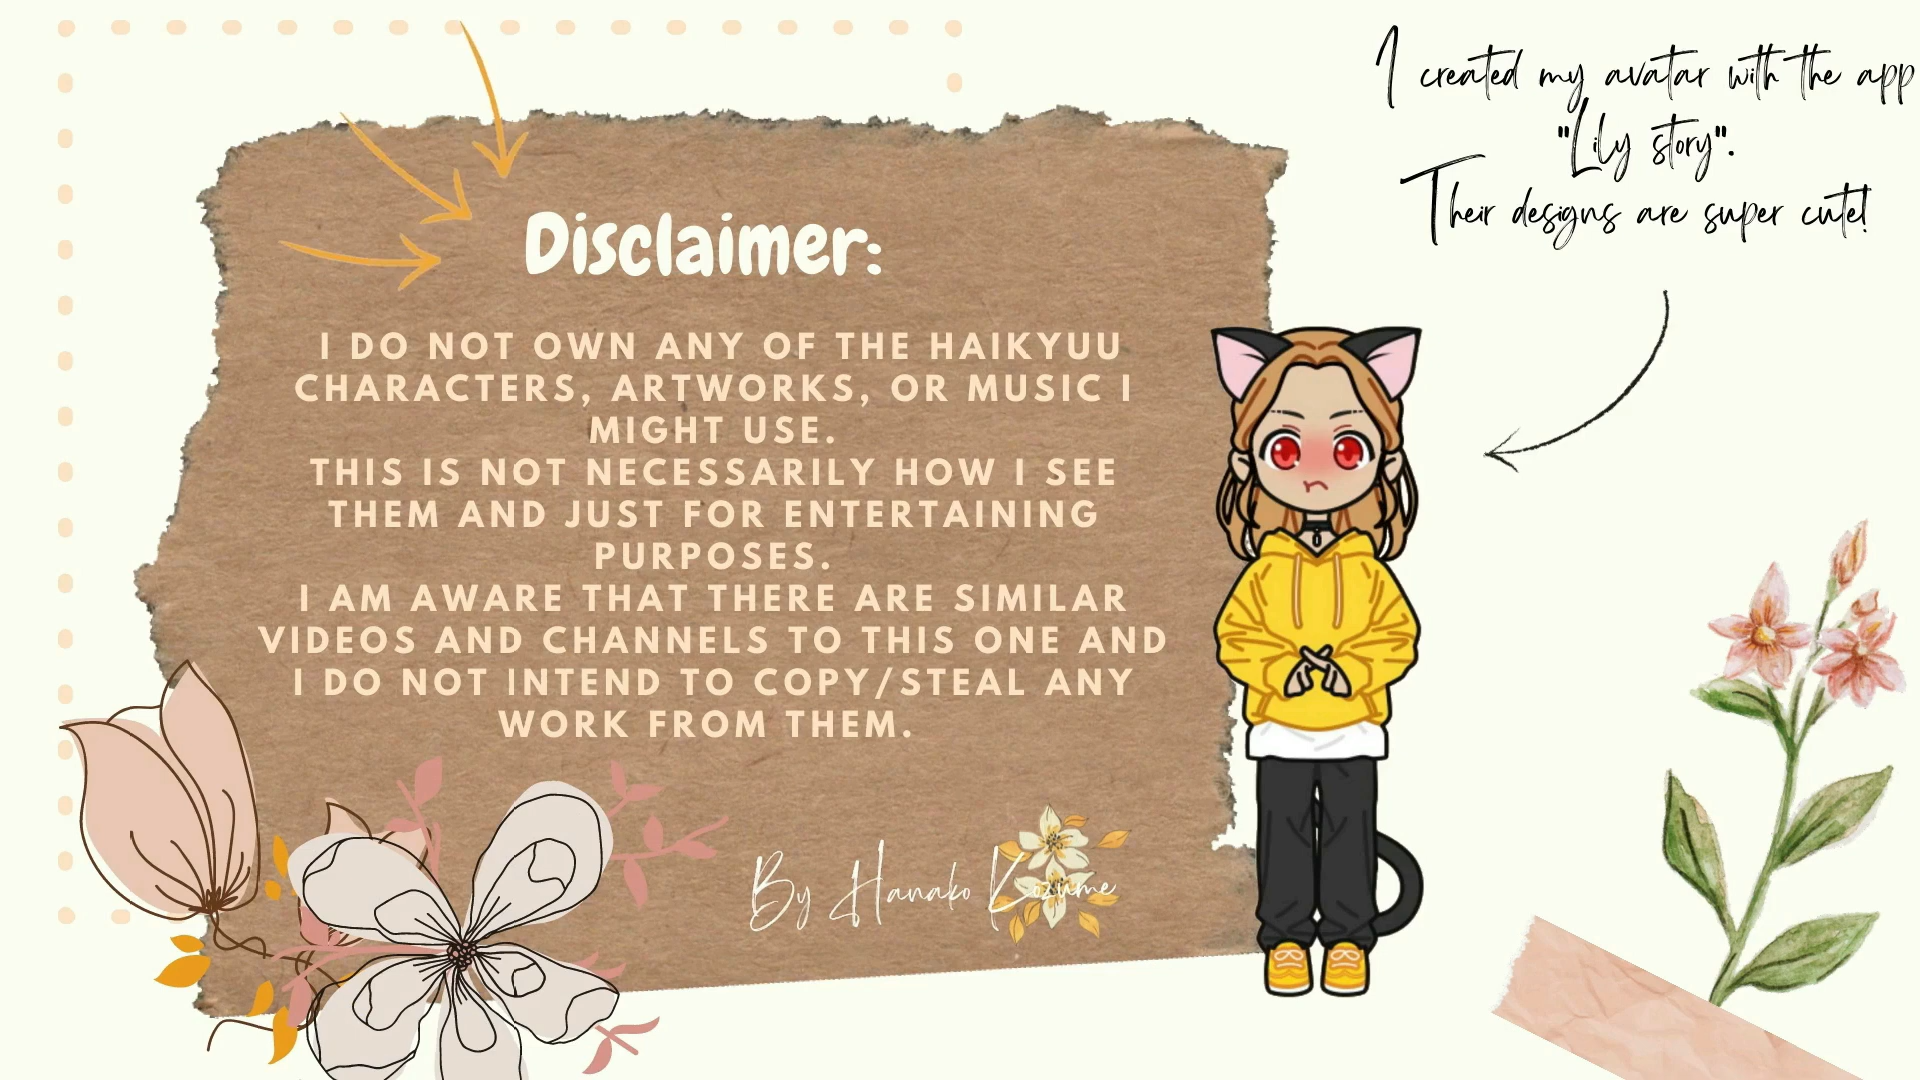 I created my avatar with the app
"Lily story".
Their designs are super cute!
Disclaimer:
I DO NOT OWN ANY OF THE HAIKYUU
CHARACTERS, ARTWORKS, OR MUSIC I
MIGHT USE.
THIS IS NOT NECESSARILY HOW I SEE
THEM AND JUST FOR ENTERTAINING
PURPOSES.
I AM AWARE THAT THERE ARE SIMILAR
VIDEOS AND CHANNELS TO THIS ONE AND
I DO NOT INTEND TO COPY/STEAL ANY
WORK FROM THEM.
By Hanako Kozume